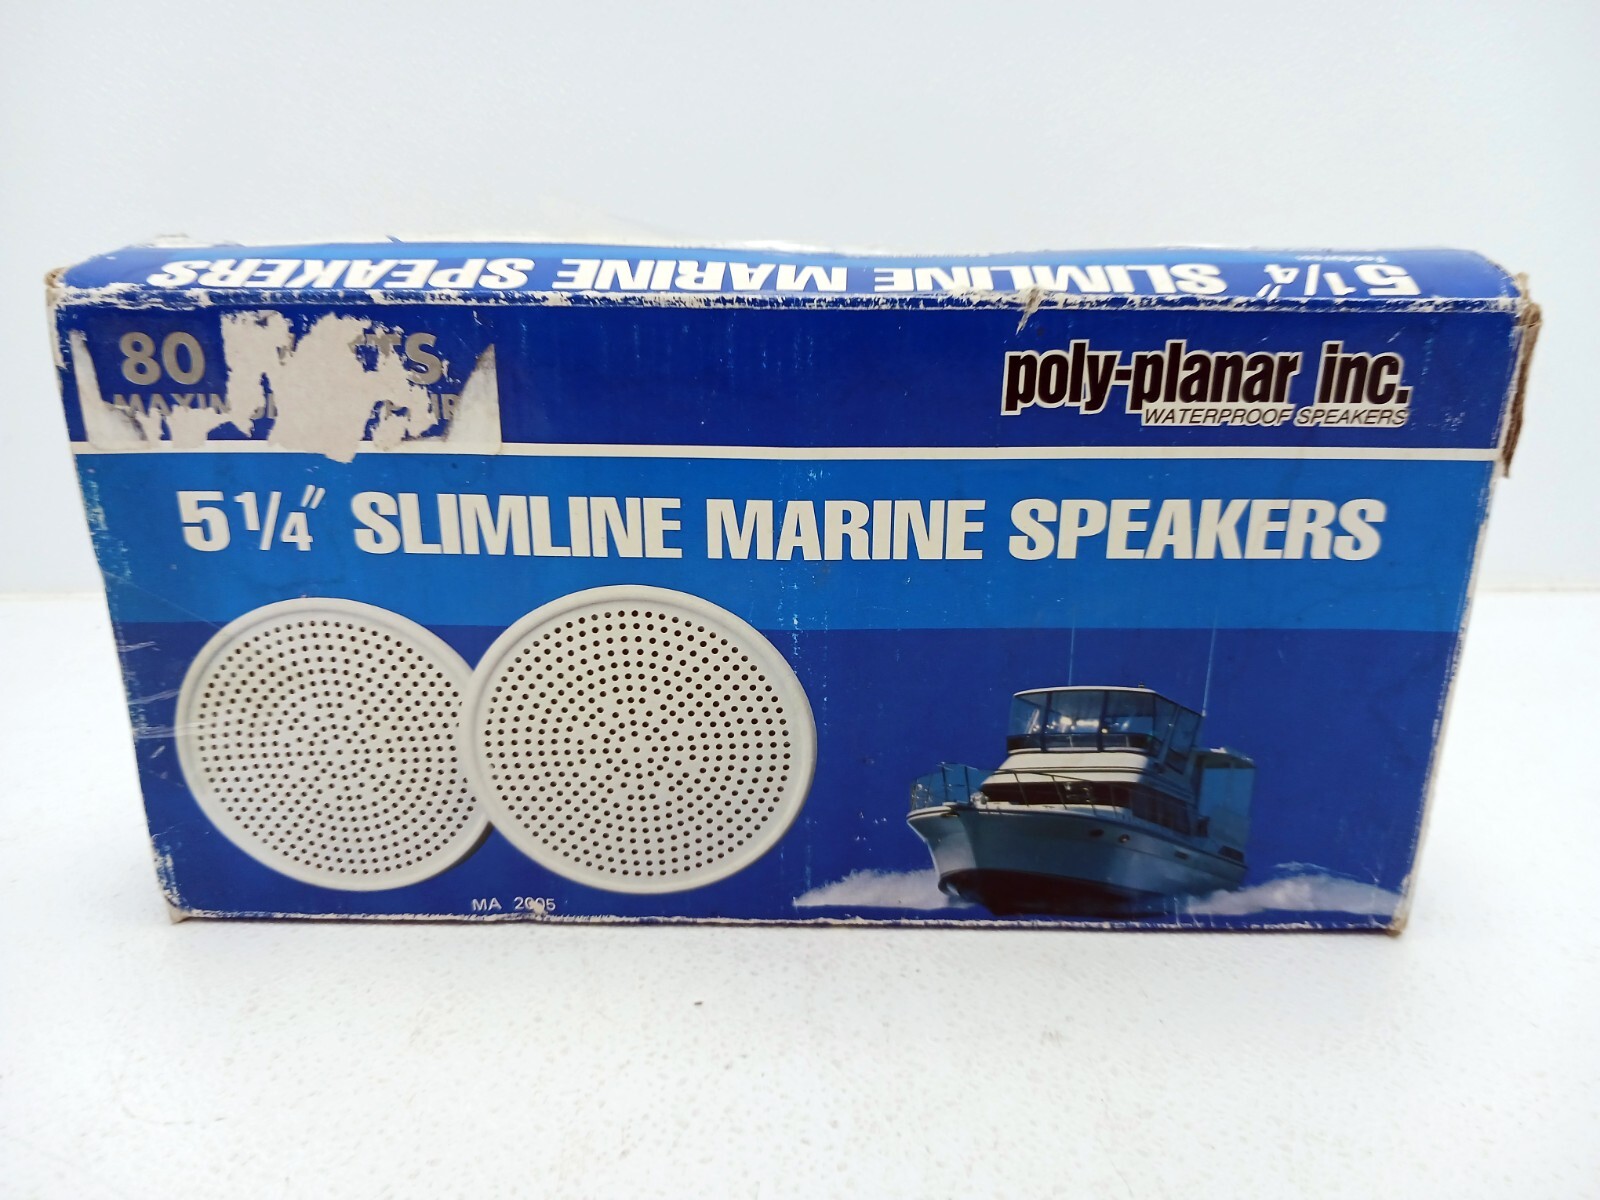 5 1/4" SLIMLINE MARINE SPEAKERS
Features:
80
poly-planar inc.
WATERPROOF SPEAKERS
5 1/4" SLIMLINE MARINE SPEAKERS
MA 2005